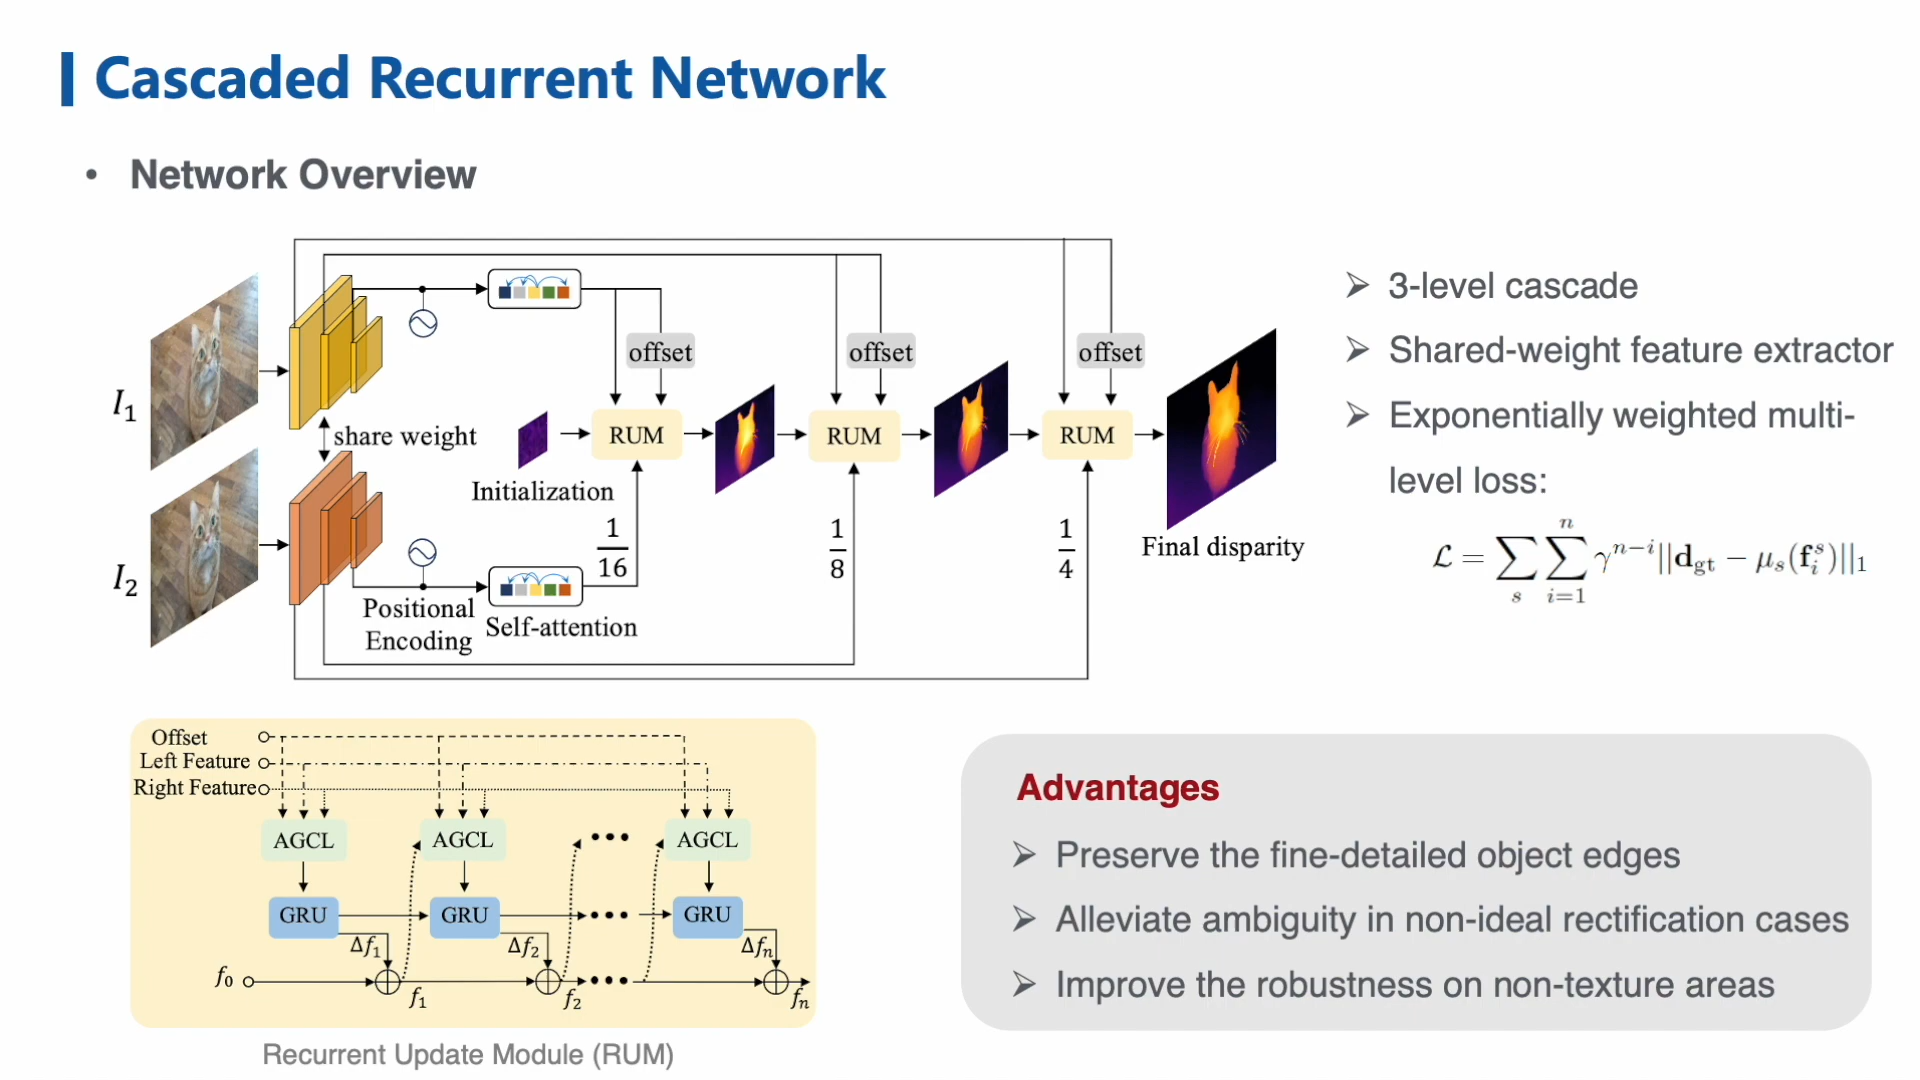 Cascaded Recurrent Network
• Network Overview
I₁
I₂
share weight
Initialization
Positional
Encoding
Self-attention
offset
offset
offset
RUM
RUM
RUM
1/16
1/8
1/4
Final disparity
➢ 3-level cascade
➢ Shared-weight feature extractor
➢ Exponentially weighted multi-
level loss:
ℒ = ∑_s ∑_{i=1}^{n} γ^{n−i}||d_gt − μ_s(f_i^s)||₁
Offset
Left Feature
Right Feature
AGCL
AGCL
•••
AGCL
GRU
GRU
•••
GRU
Δf₁
Δf₂
Δfₙ
f₀
f₁
f₂
•••
fₙ
Recurrent Update Module (RUM)
Advantages
➢ Preserve the fine-detailed object edges
➢ Alleviate ambiguity in non-ideal rectification cases
➢ Improve the robustness on non-texture areas